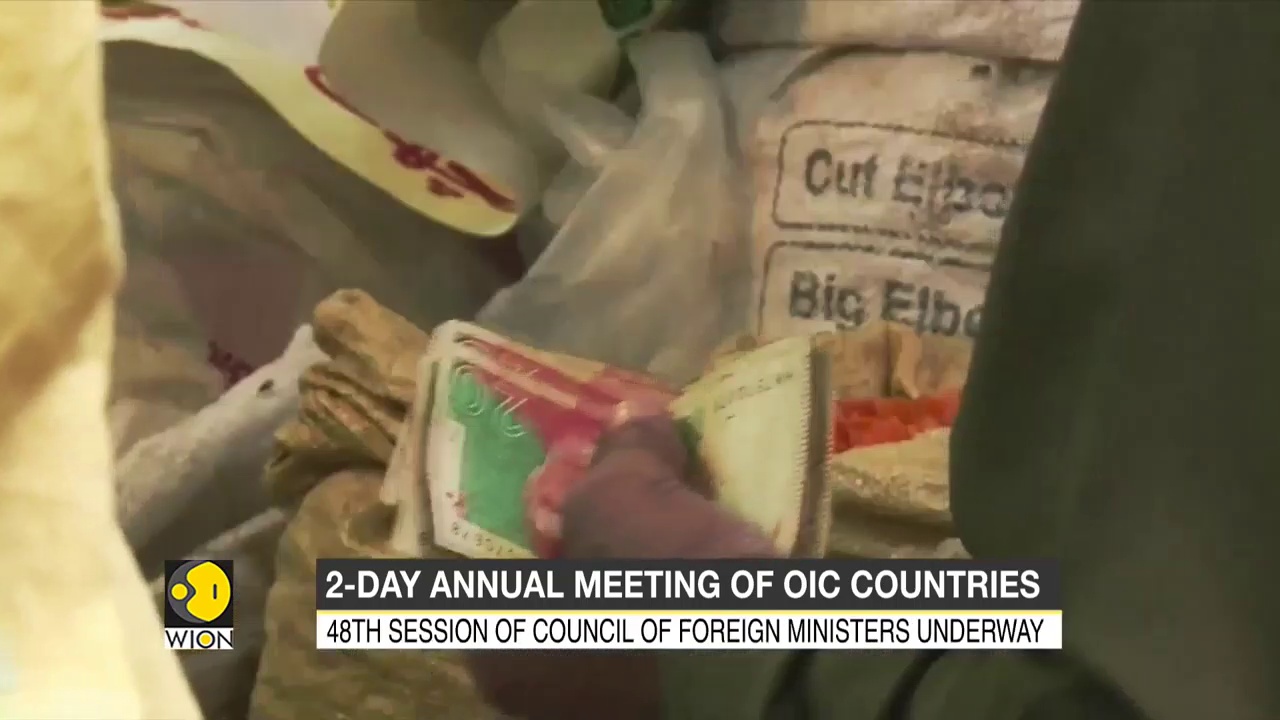 Cut Elbo
Big Elbo
2-DAY ANNUAL MEETING OF OIC COUNTRIES
48TH SESSION OF COUNCIL OF FOREIGN MINISTERS UNDERWAY
WION